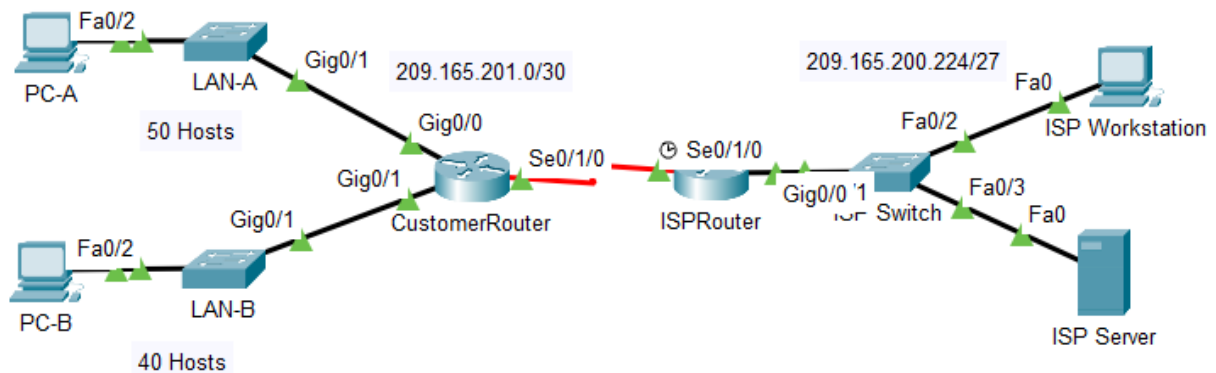 Fa0/2
PC-A
LAN-A
Gig0/1
50 Hosts
209.165.201.0/30
Gig0/0
Se0/1/0
CustomerRouter
Gig0/1
Gig0/1
Fa0/2
PC-B
LAN-B
40 Hosts
Se0/1/0
ISPRouter
Gig0/0
209.165.200.224/27
Fa0/2
Switch
Fa0
ISP Workstation
Fa0/3
Fa0
ISP Server